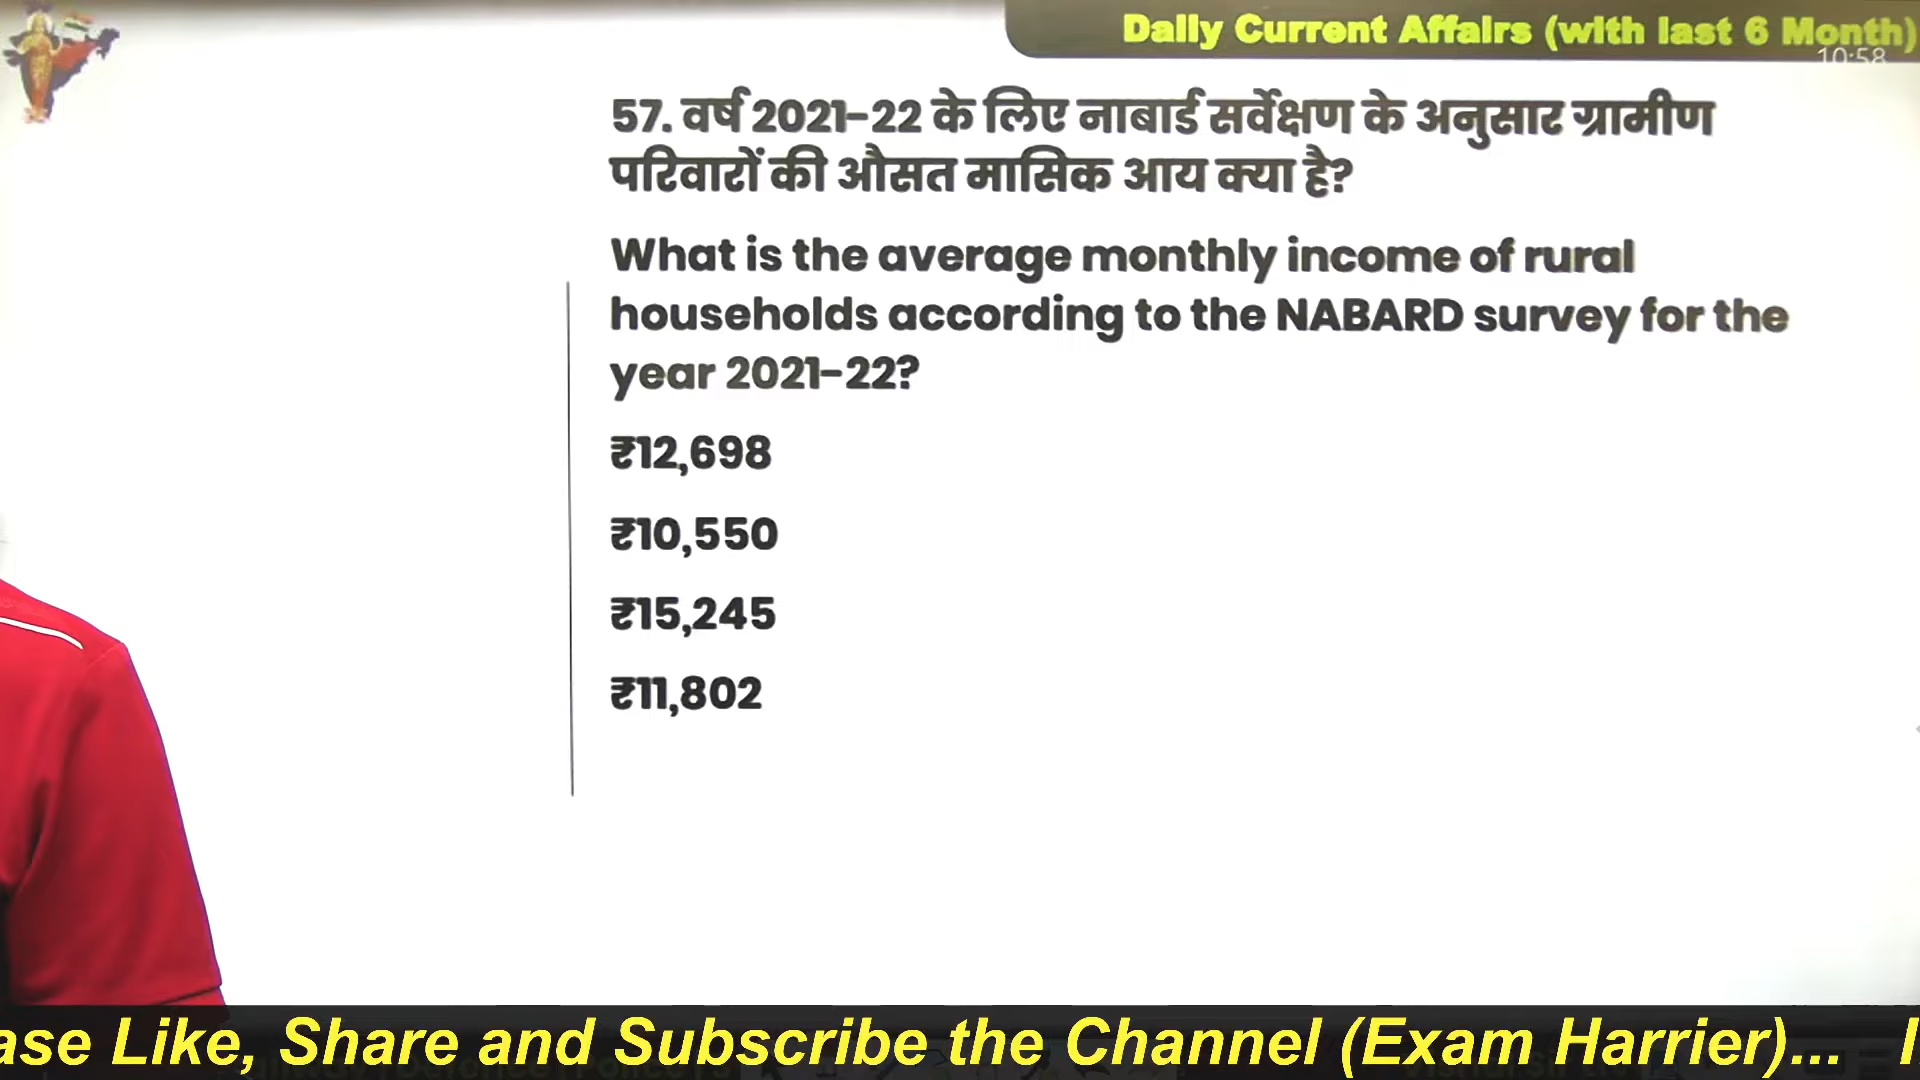 Daily Current Affairs (with last 6 Month)
10:58
57. वर्ष 2021-22 के लिए नाबार्ड सर्वेक्षण के अनुसार ग्रामीण
परिवारों की औसत मासिक आय क्या है?
What is the average monthly income of rural
households according to the NABARD survey for the
year 2021-22?
₹12,698
₹10,550
₹15,245
₹11,802
ase Like, Share and Subscribe the Channel (Exam Harrier)...